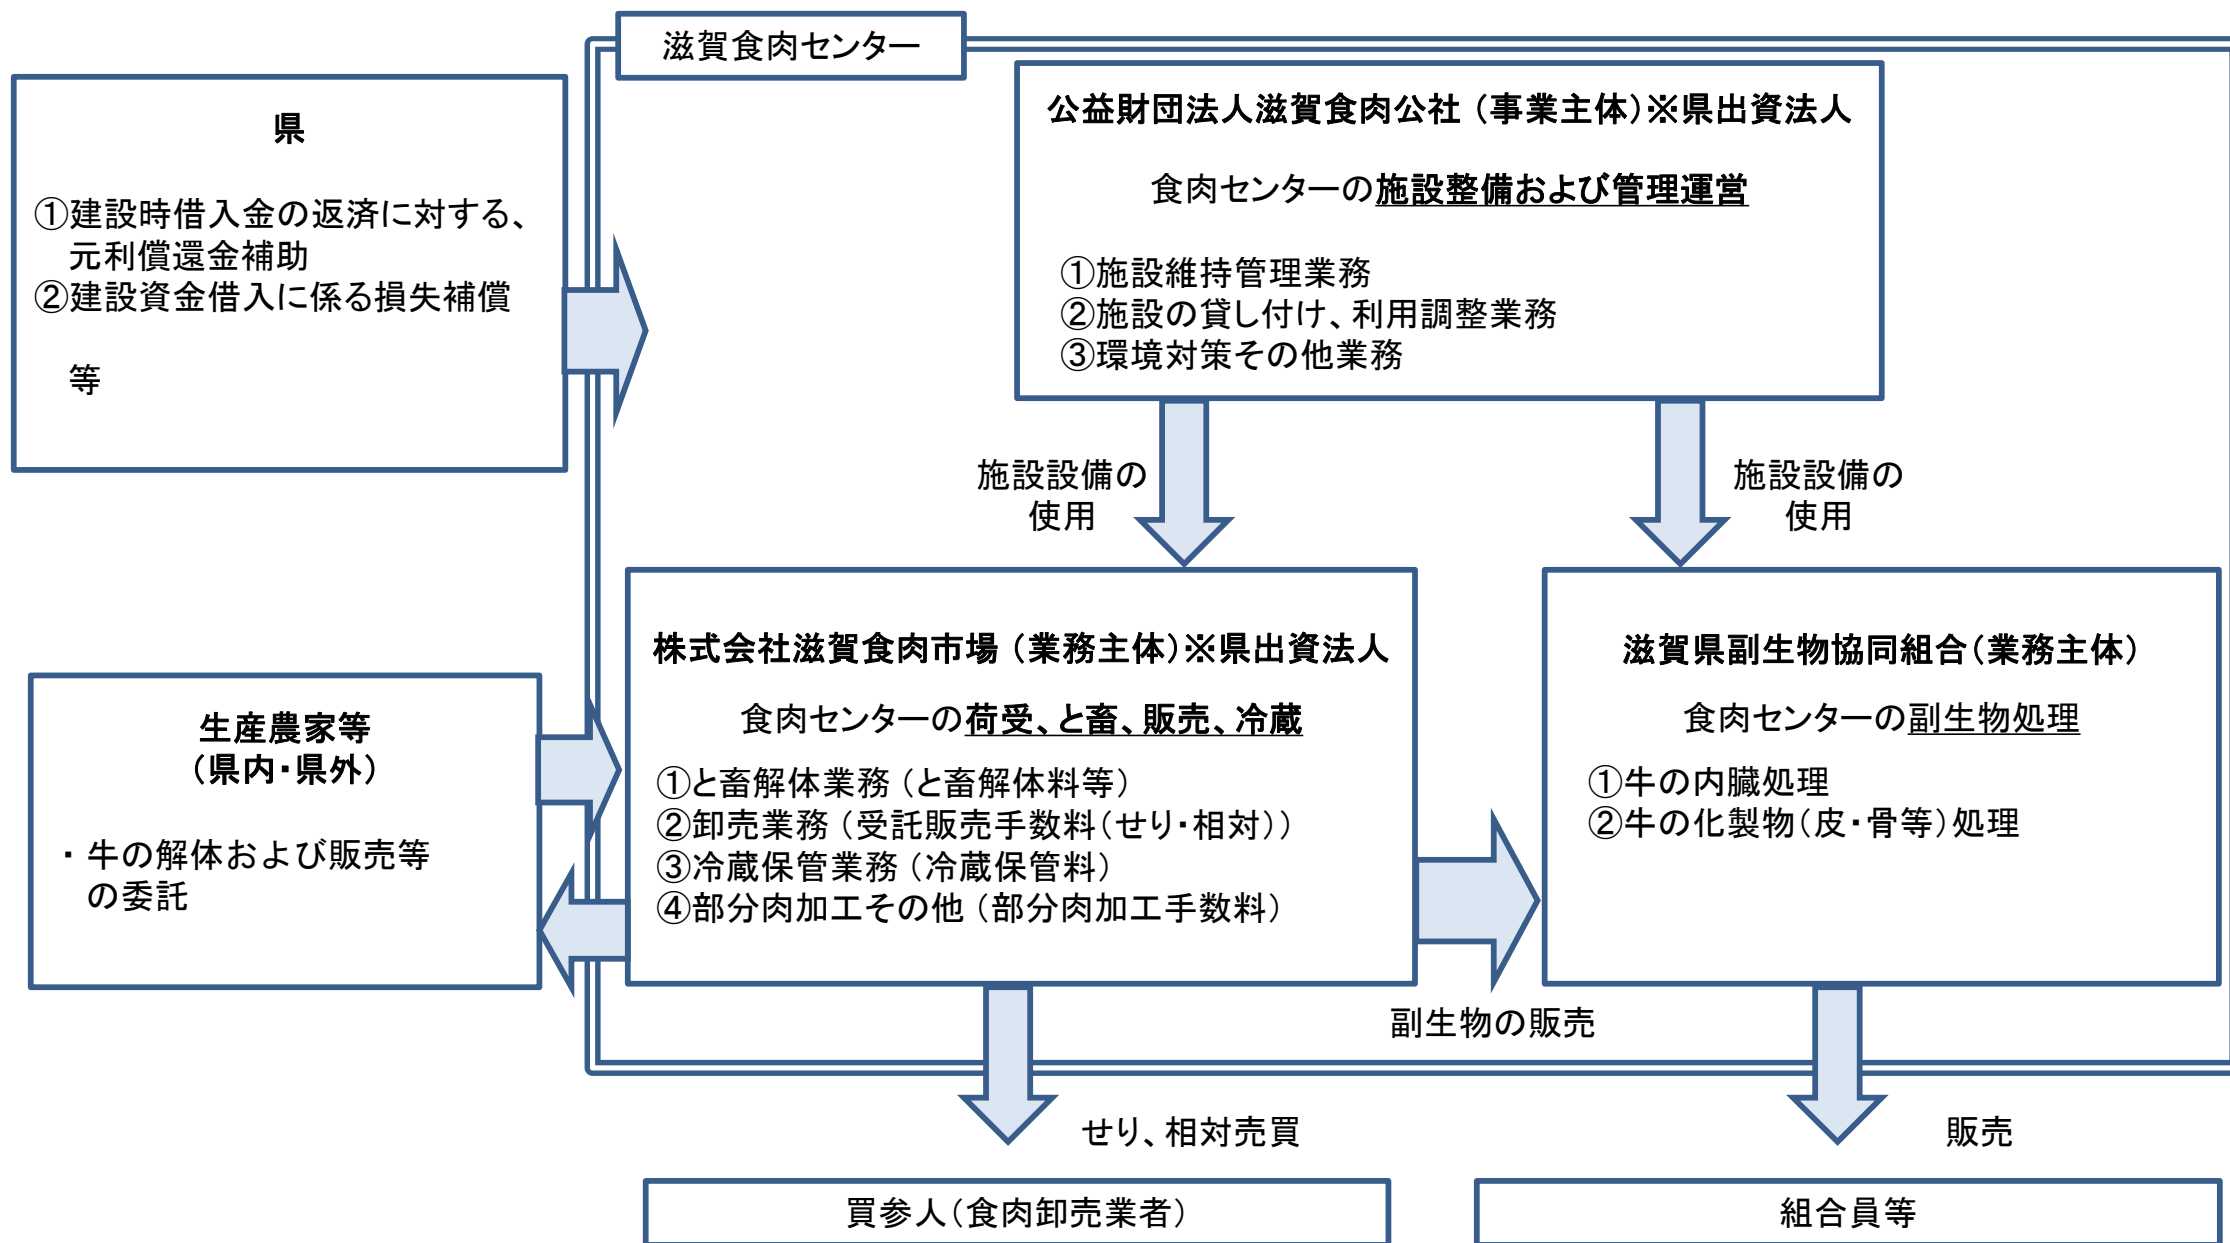 滋賀食肉センター
県
①建設時借入金の返済に対する、
元利償還金補助
②建設資金借入に係る損失補償
等
公益財団法人滋賀食肉公社（事業主体）※県出資法人
食肉センターの施設整備および管理運営
①施設維持管理業務
②施設の貸し付け、利用調整業務
③環境対策その他業務
施設設備の
使用
施設設備の
使用
生産農家等
（県内・県外）
・牛の解体および販売等
の委託
株式会社滋賀食肉市場（業務主体）※県出資法人
食肉センターの荷受、と畜、販売、冷蔵
①と畜解体業務（と畜解体料等）
②卸売業務（受託販売手数料（せり・相対））
③冷蔵保管業務（冷蔵保管料）
④部分肉加工その他（部分肉加工手数料）
滋賀県副生物協同組合（業務主体）
食肉センターの副生物処理
①牛の内臓処理
②牛の化製物（皮・骨等）処理
副生物の販売
せり、相対売買
販売
買参人（食肉卸売業者）
組合員等